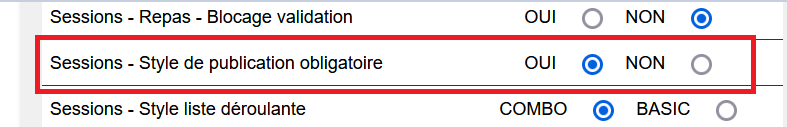 Sessions - Repas - Blocage validation OUI NON
Sessions - Style de publication obligatoire OUI NON
Sessions - Style liste déroulante COMBO BASIC